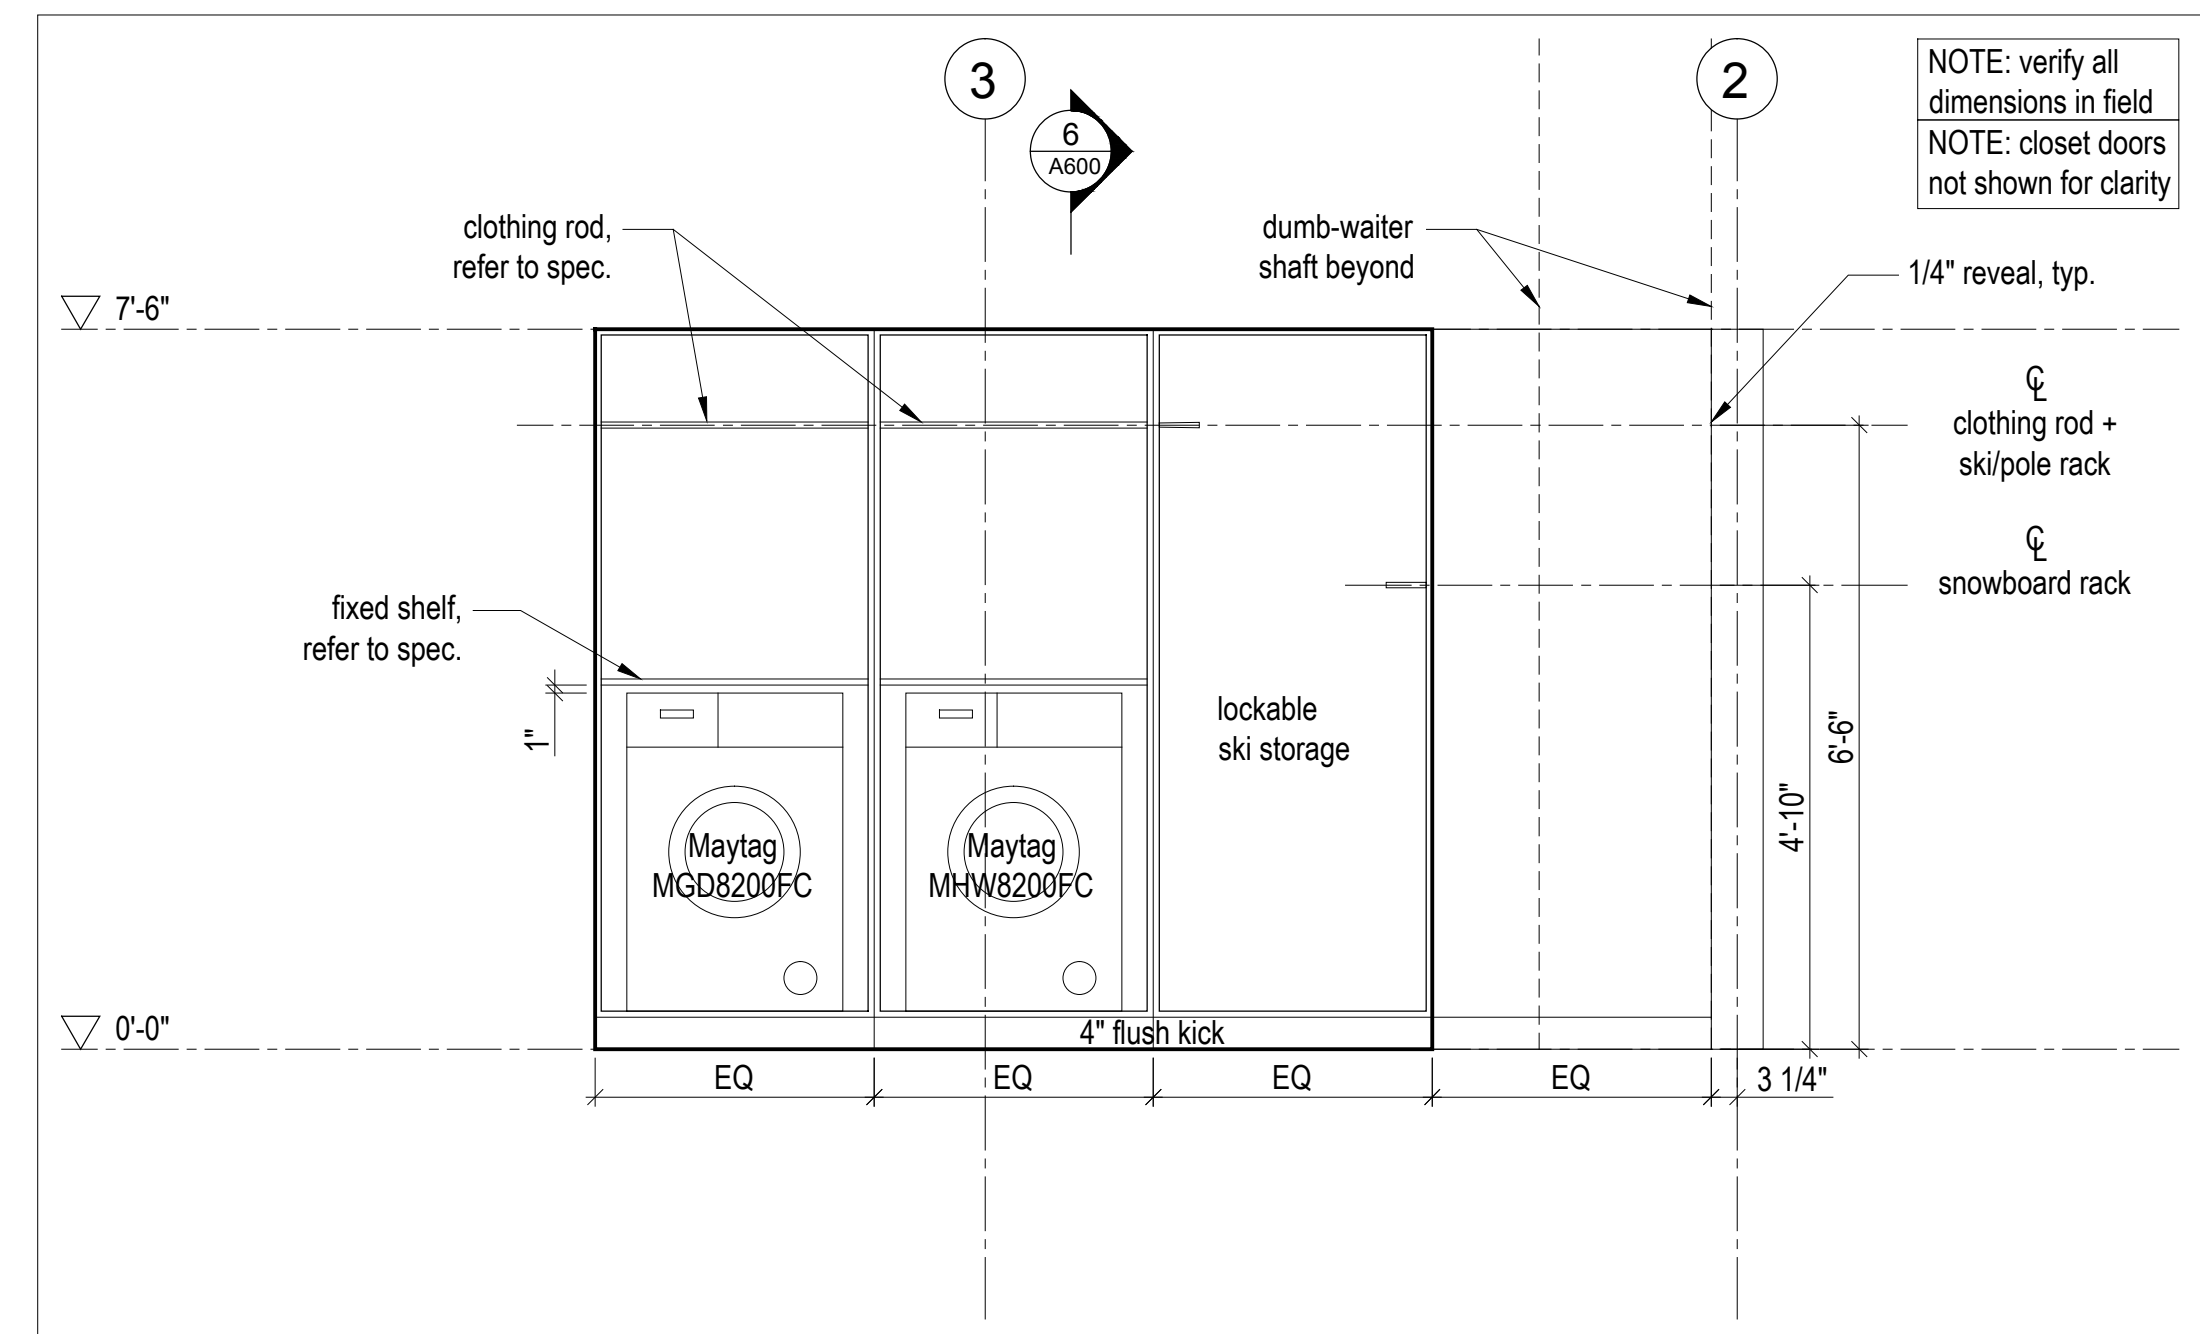 3
2
NOTE: verify all
dimensions in field
NOTE: closet doors
not shown for clarity
6
A600
clothing rod,
refer to spec.
dumb-waiter
shaft beyond
1/4" reveal, typ.
7'-6"
℄
clothing rod +
ski/pole rack
℄
snowboard rack
fixed shelf,
refer to spec.
1"
lockable
ski storage
6'-6"
4'-10"
Maytag
MGD8200FC
Maytag
MHW8200FC
0'-0"
4" flush kick
EQ
EQ
EQ
EQ
3 1/4"